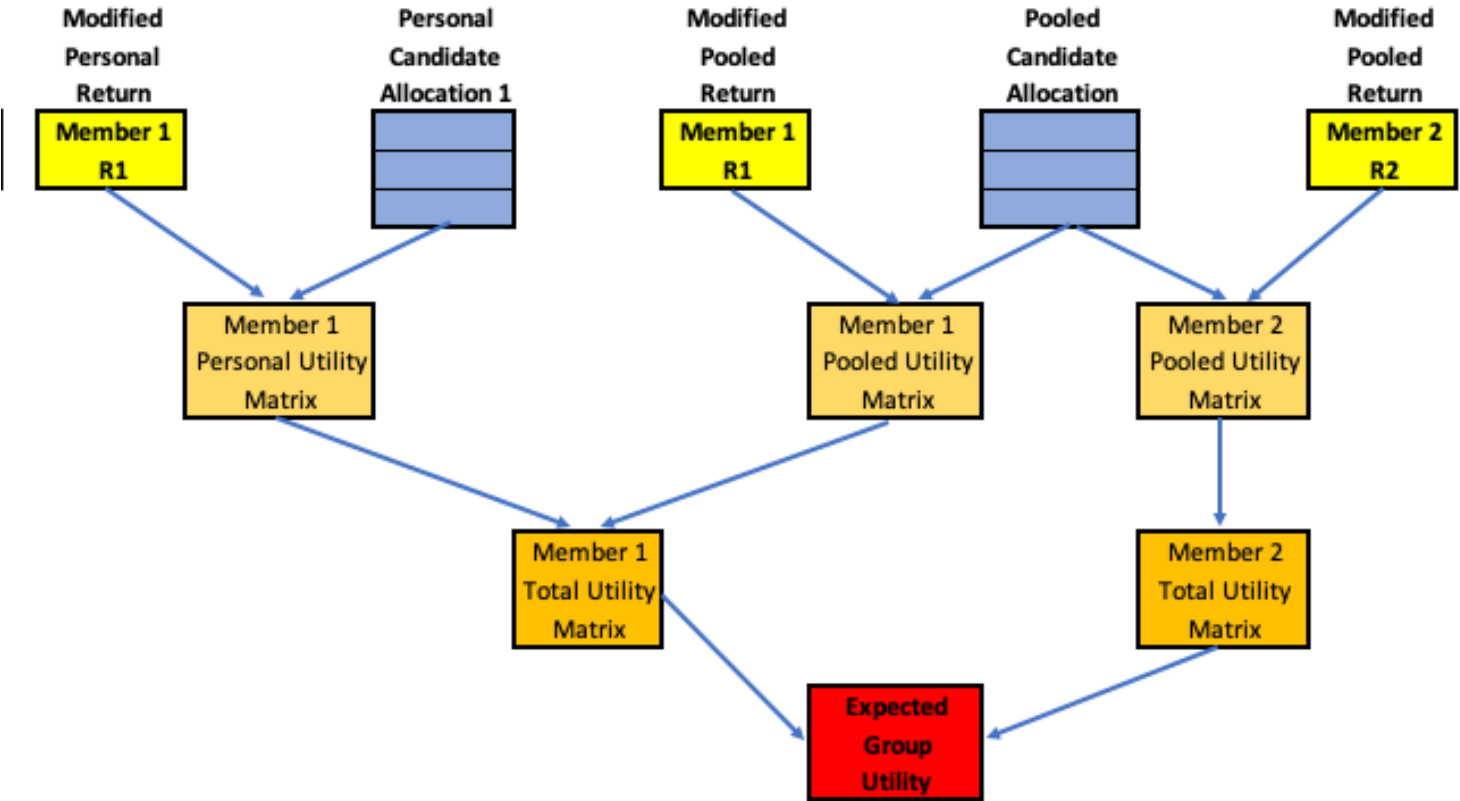 Modified
Personal
Return
Personal
Candidate
Allocation 1
Modified
Pooled
Return
Pooled
Candidate
Allocation
Modified
Pooled
Return
Member 1
R1
Member 1
R1
Member 2
R2
Member 1
Personal Utility
Matrix
Member 1
Pooled Utility
Matrix
Member 2
Pooled Utility
Matrix
Member 1
Total Utility
Matrix
Member 2
Total Utility
Matrix
Expected
Group
Utility